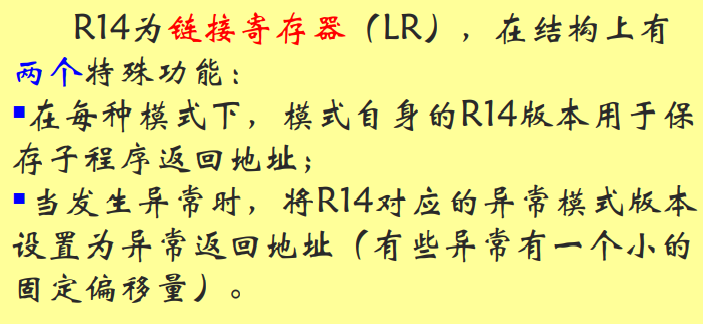 R14为链接寄存器（LR），在结构上有
两个特殊功能：
▪在每种模式下，模式自身的R14版本用于保
存子程序返回地址；
▪当发生异常时，将R14对应的异常模式版本
设置为异常返回地址（有些异常有一个小的
固定偏移量）。